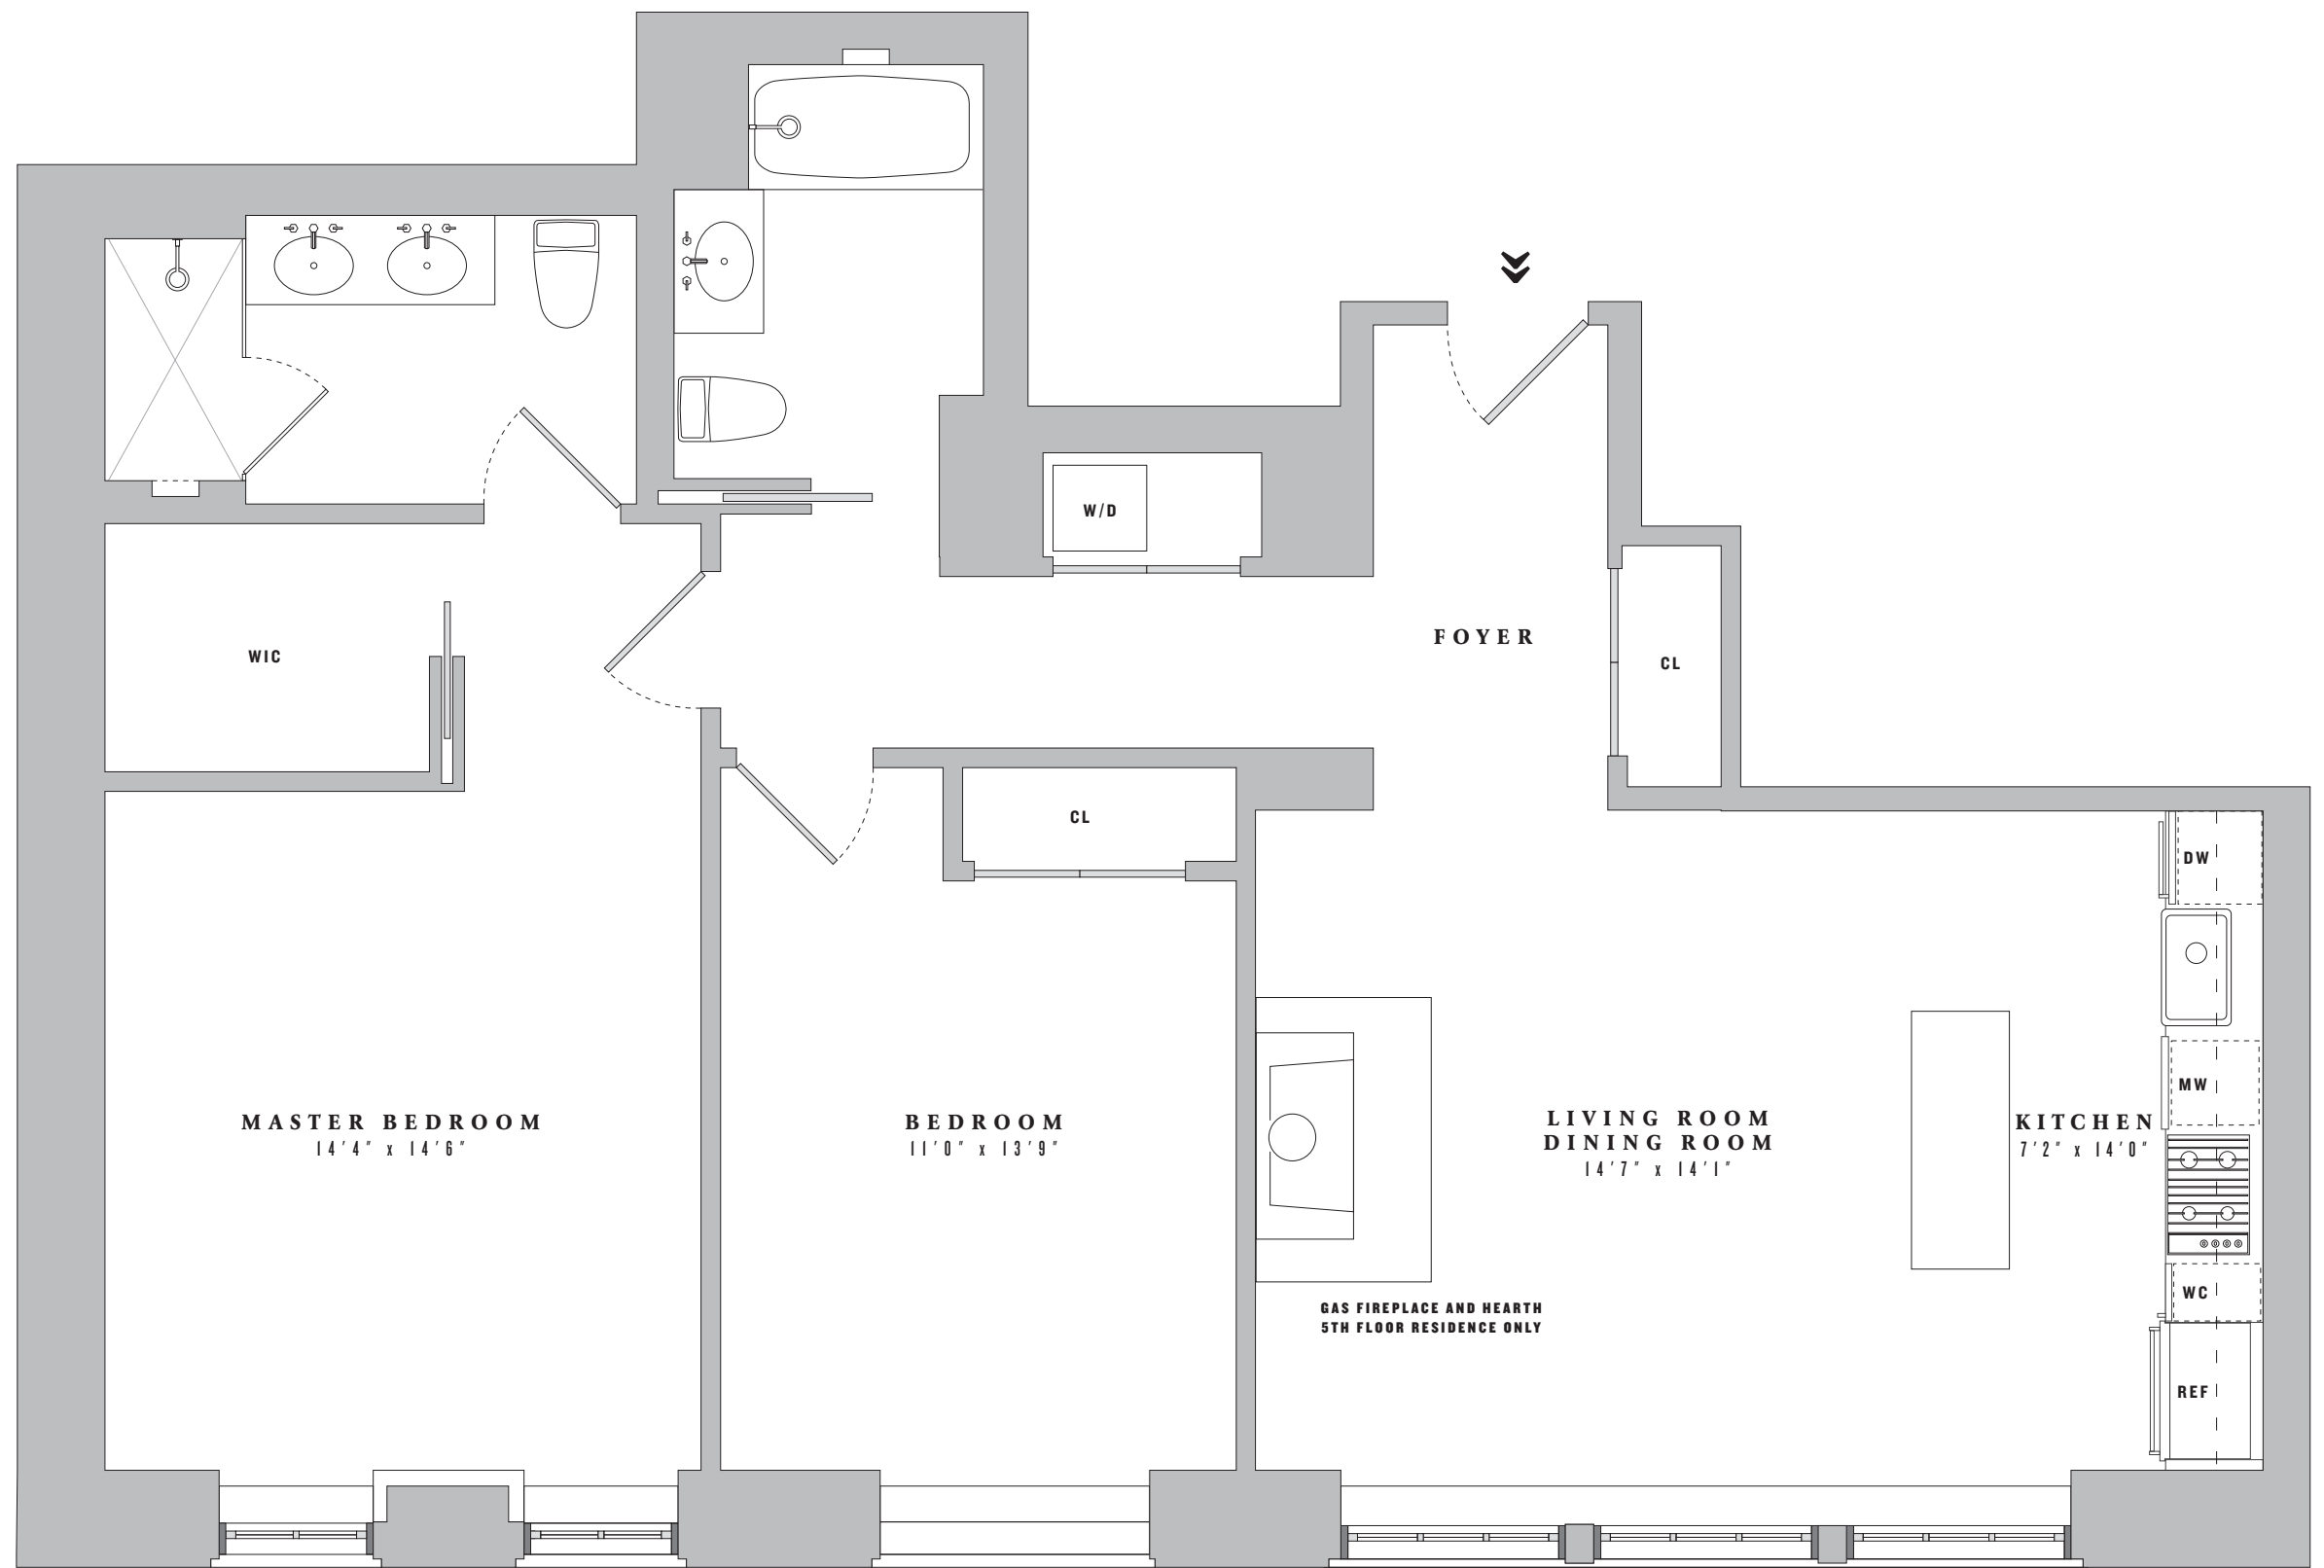 W/D
FOYER
WIC
CL
CL
DW
MASTER BEDROOM
14'4" x 14'6"
BEDROOM
11'0" x 13'9"
LIVING ROOM
DINING ROOM
14'7" x 14'1"
KITCHEN
7'2" x 14'0"
MW
GAS FIREPLACE AND HEARTH
5TH FLOOR RESIDENCE ONLY
WC
REF